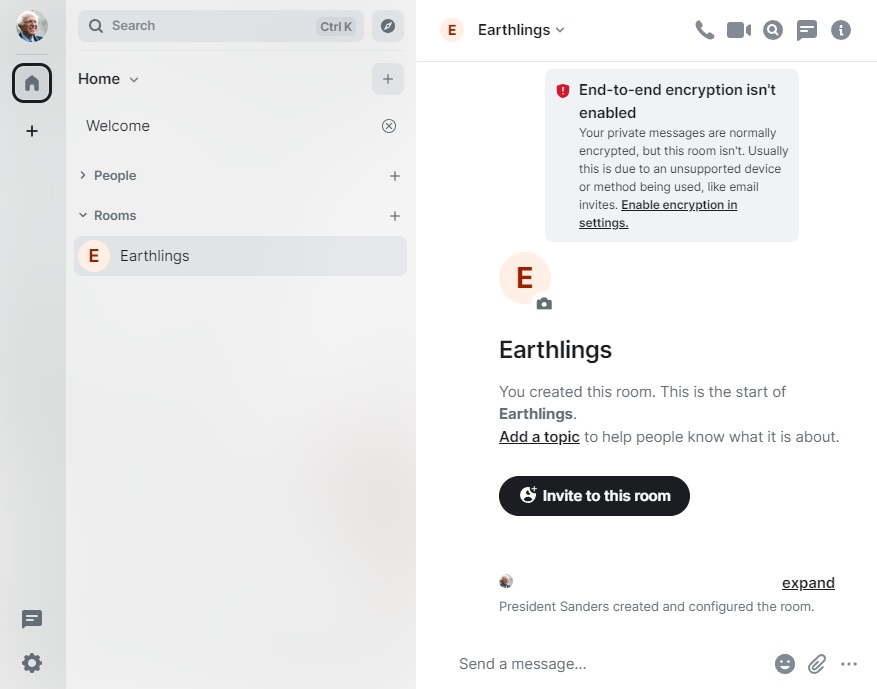 Search
Ctrl K
Home
Welcome
People
Rooms
E
Earthlings
E
Earthlings
End-to-end encryption isn't
enabled
Your private messages are normally
encrypted, but this room isn't. Usually
this is due to an unsupported device
or method being used, like email
invites. Enable encryption in
settings.
E
Earthlings
You created this room. This is the start of
Earthlings.
Add a topic to help people know what it is about.
Invite to this room
expand
President Sanders created and configured the room.
Send a message...